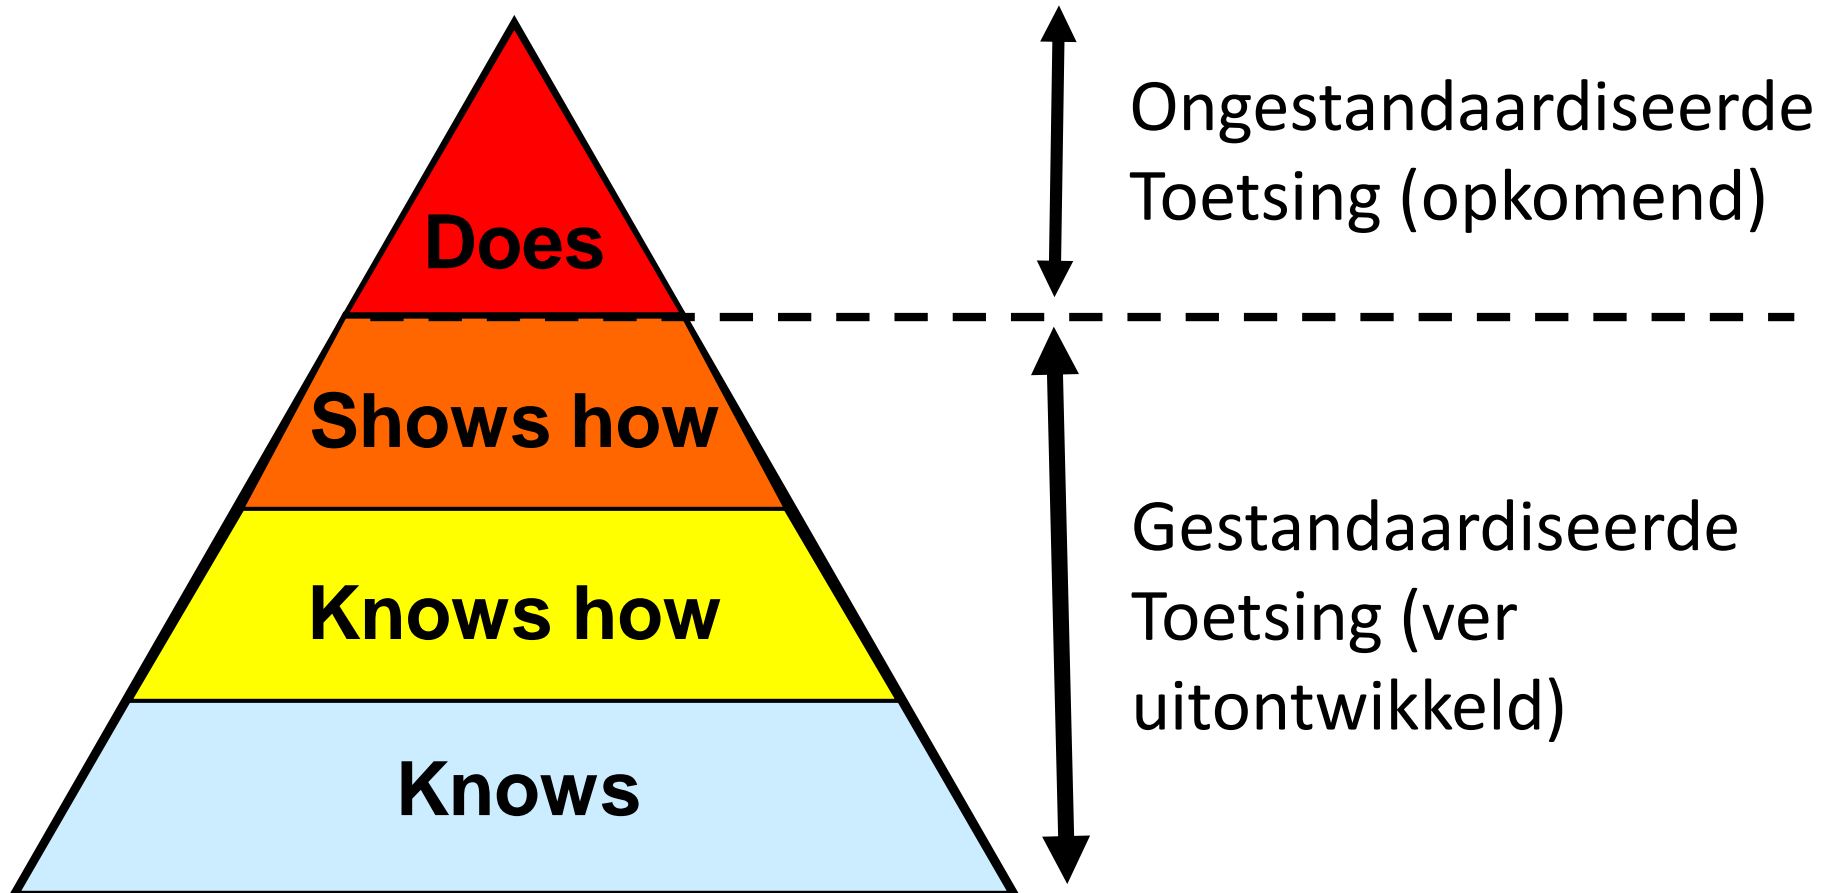 Does
Shows how
Knows how
Knows
Ongestandaardiseerde
Toetsing (opkomend)
Gestandaardiseerde
Toetsing (ver
uitontwikkeld)